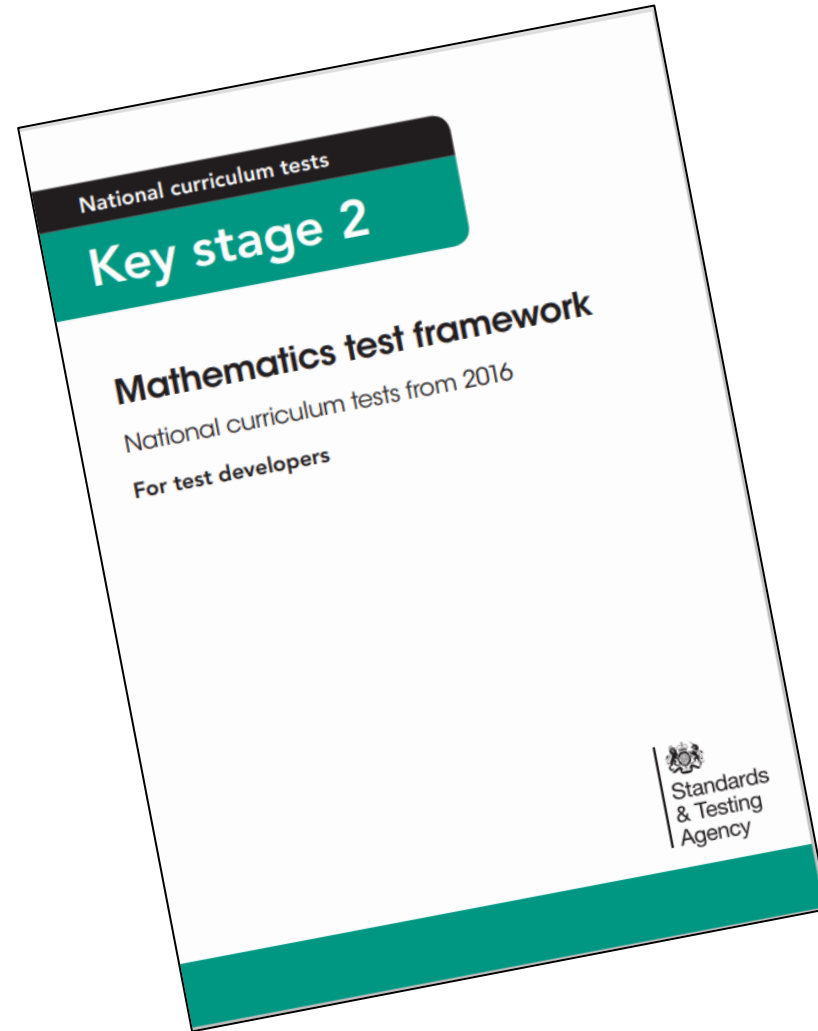 National curriculum tests
Key stage 2
Mathematics test framework
National curriculum tests from 2016
For test developers
Standards
& Testing
Agency